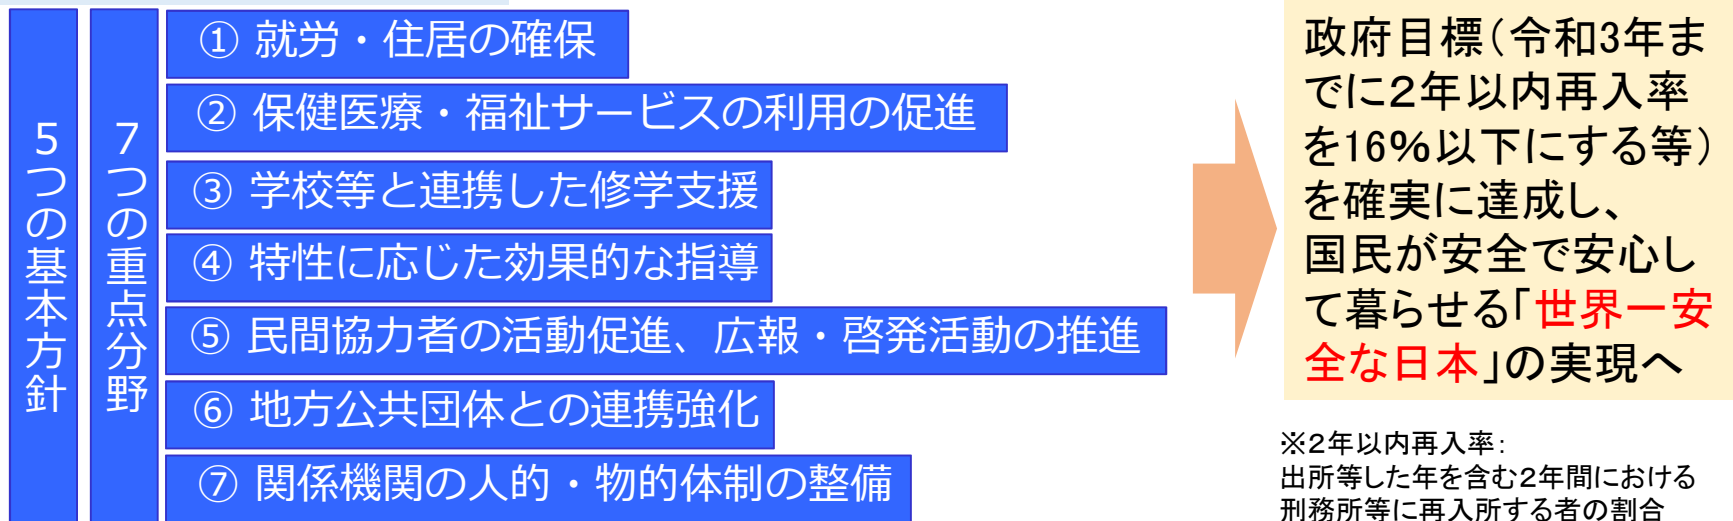 5つの基本方針
7つの重点分野
① 就労・住居の確保
② 保健医療・福祉サービスの利用の促進
③ 学校等と連携した修学支援
④ 特性に応じた効果的な指導
⑤ 民間協力者の活動促進、広報・啓発活動の推進
⑥ 地方公共団体との連携強化
⑦ 関係機関の人的・物的体制の整備
政府目標(令和3年ま
でに2年以内再入率
を16%以下にする等)
を確実に達成し、
国民が安全で安心し
て暮らせる「世界一安
全な日本」の実現へ
※2年以内再入率:
出所等した年を含む2年間における
刑務所等に再入所する者の割合